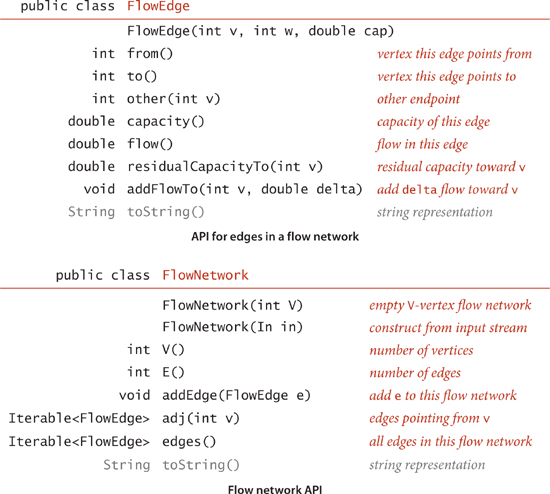 public class FlowEdge
FlowEdge(int v, int w, double cap)
int from() vertex this edge points from
int to() vertex this edge points to
int other(int v) other endpoint
double capacity() capacity of this edge
double flow() flow in this edge
double residualCapacityTo(int v) residual capacity toward v
void addFlowTo(int v, double delta) add delta flow toward v
String toString() string representation
API for edges in a flow network
public class FlowNetwork
FlowNetwork(int V) empty V-vertex flow network
FlowNetwork(In in) construct from input stream
int V() number of vertices
int E() number of edges
void addEdge(FlowEdge e) add e to this flow network
Iterable<FlowEdge> adj(int v) edges pointing from v
Iterable<FlowEdge> edges() all edges in this flow network
String toString() string representation
Flow network API